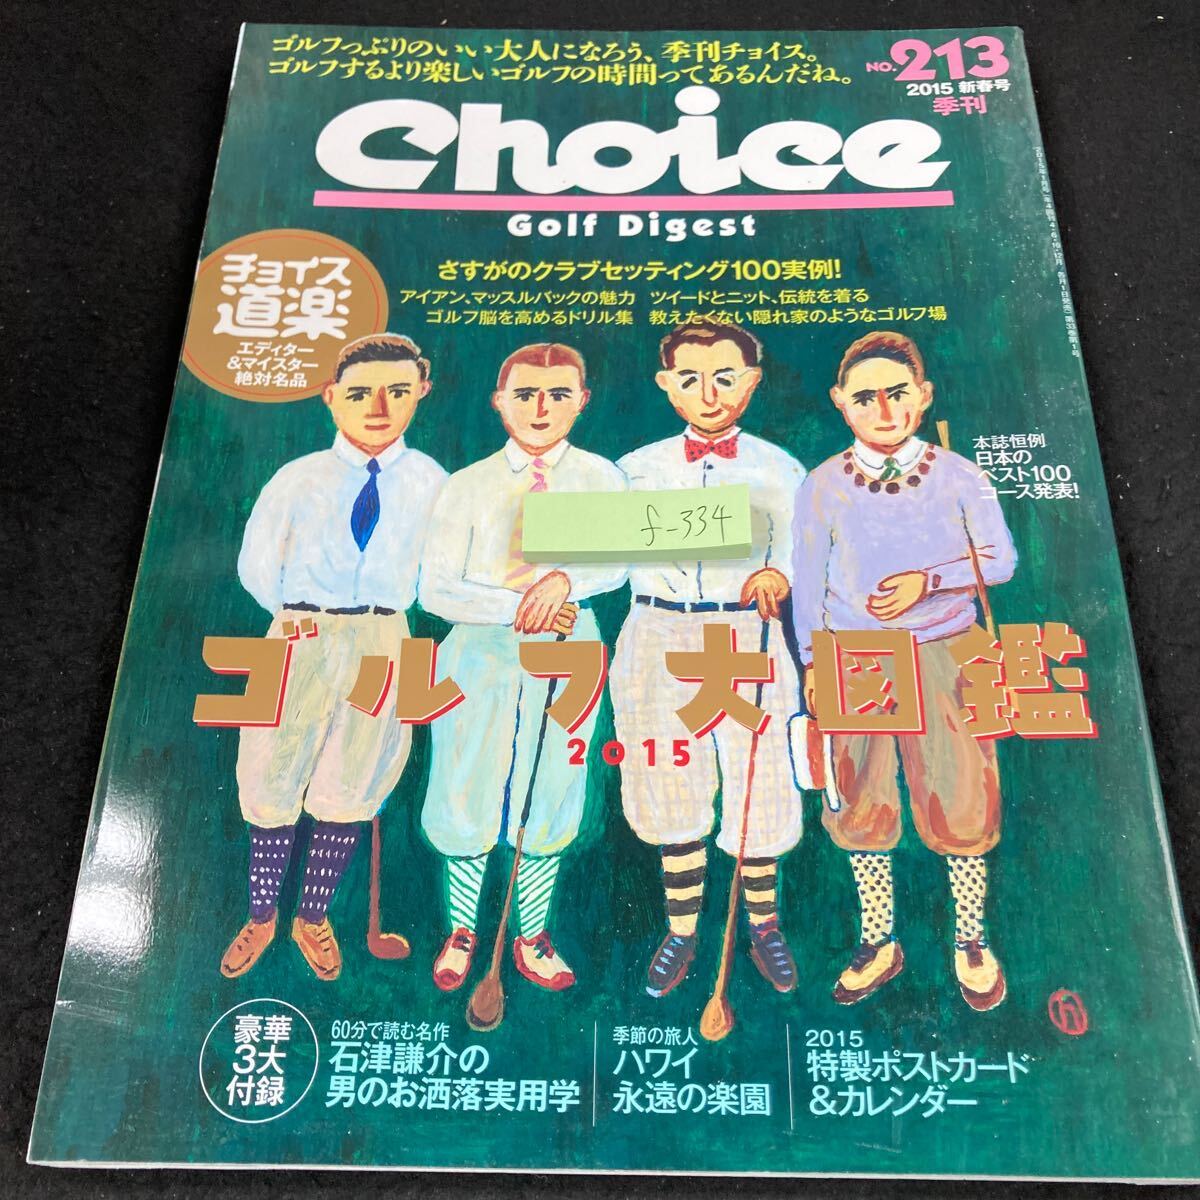 ゴルフっぷりのいい大人になろう、季刊チョイス。
ゴルフするより楽しいゴルフの時間ってあるんだね。
NO.213
2015 新春号
季刊
Choice
Golf Digest
チョイス
道楽
エディター
&マイスター
絶対名品
さすがのクラブセッティング100実例!
アイアン、マッスルバックの魅力 ツイードとニット、伝統を着る
ゴルフ脳を高めるドリル集 教えたくない隠れ家のようなゴルフ場
本誌恒例
日本の
ベスト100
コース発表!
f-334
ゴルフ大図鑑
2015
豪華
3大
付録
60分で読む名作
石津謙介の
男のお洒落実用学
季節の旅人
ハワイ
永遠の楽園
2015
特製ポストカード
&カレンダー